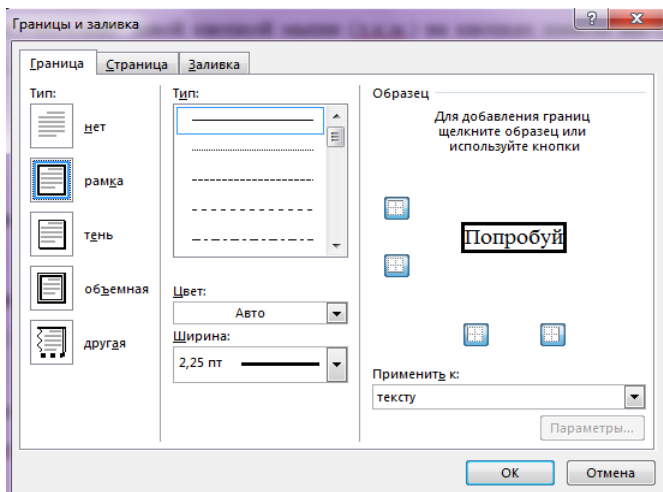 Границы и заливка
Граница
Страница
Заливка
Тип:
нет
рамка
тень
объемная
другая
Тип:
Цвет:
Авто
Ширина:
2,25 пт
Образец
Для добавления границ
щелкните образец или
используйте кнопки
Попробуй
Применить к:
тексту
Параметры...
ОК
Отмена